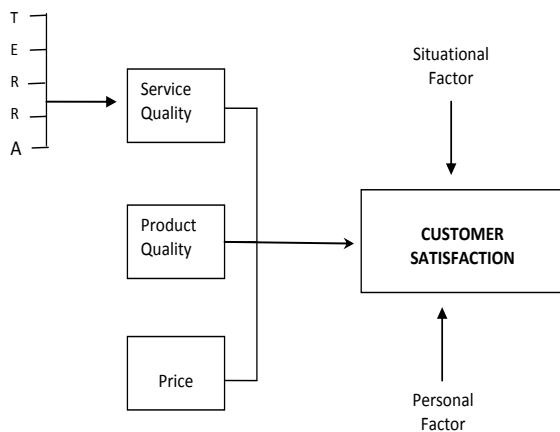 T
E
R
R
A
Service
Quality
Situational
Factor
Product
Quality
CUSTOMER
SATISFACTION
Price
Personal
Factor